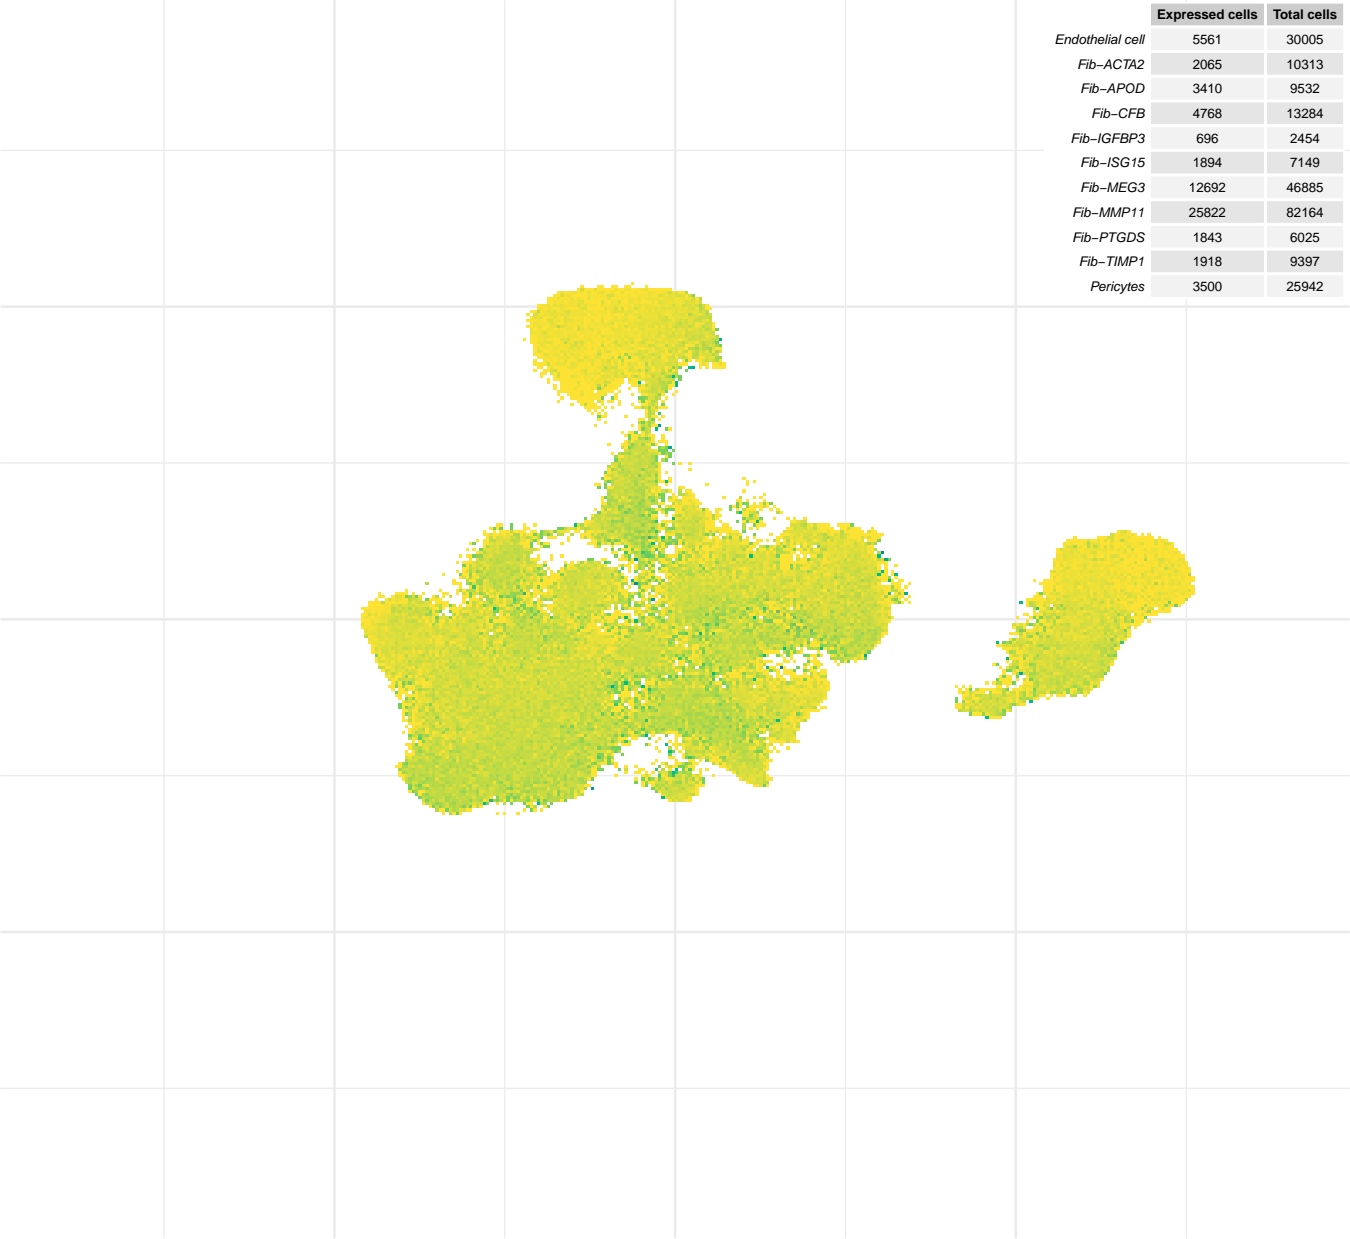 Expressed cells Total cells
Endothelial cell 5561 30005
Fib−ACTA2 2065 10313
Fib−APOD 3410 9532
Fib−CFB 4768 13284
Fib−IGFBP3 696 2454
Fib−ISG15 1894 7149
Fib−MEG3 12692 46885
Fib−MMP11 25822 82164
Fib−PTGDS 1843 6025
Fib−TIMP1 1918 9397
Pericytes 3500 25942